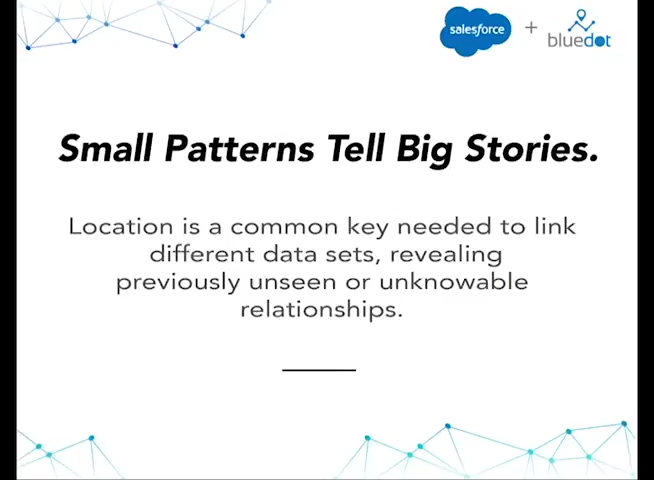 salesforce + bluedot
Small Patterns Tell Big Stories.
Location is a common key needed to link
different data sets, revealing
previously unseen or unknowable
relationships.